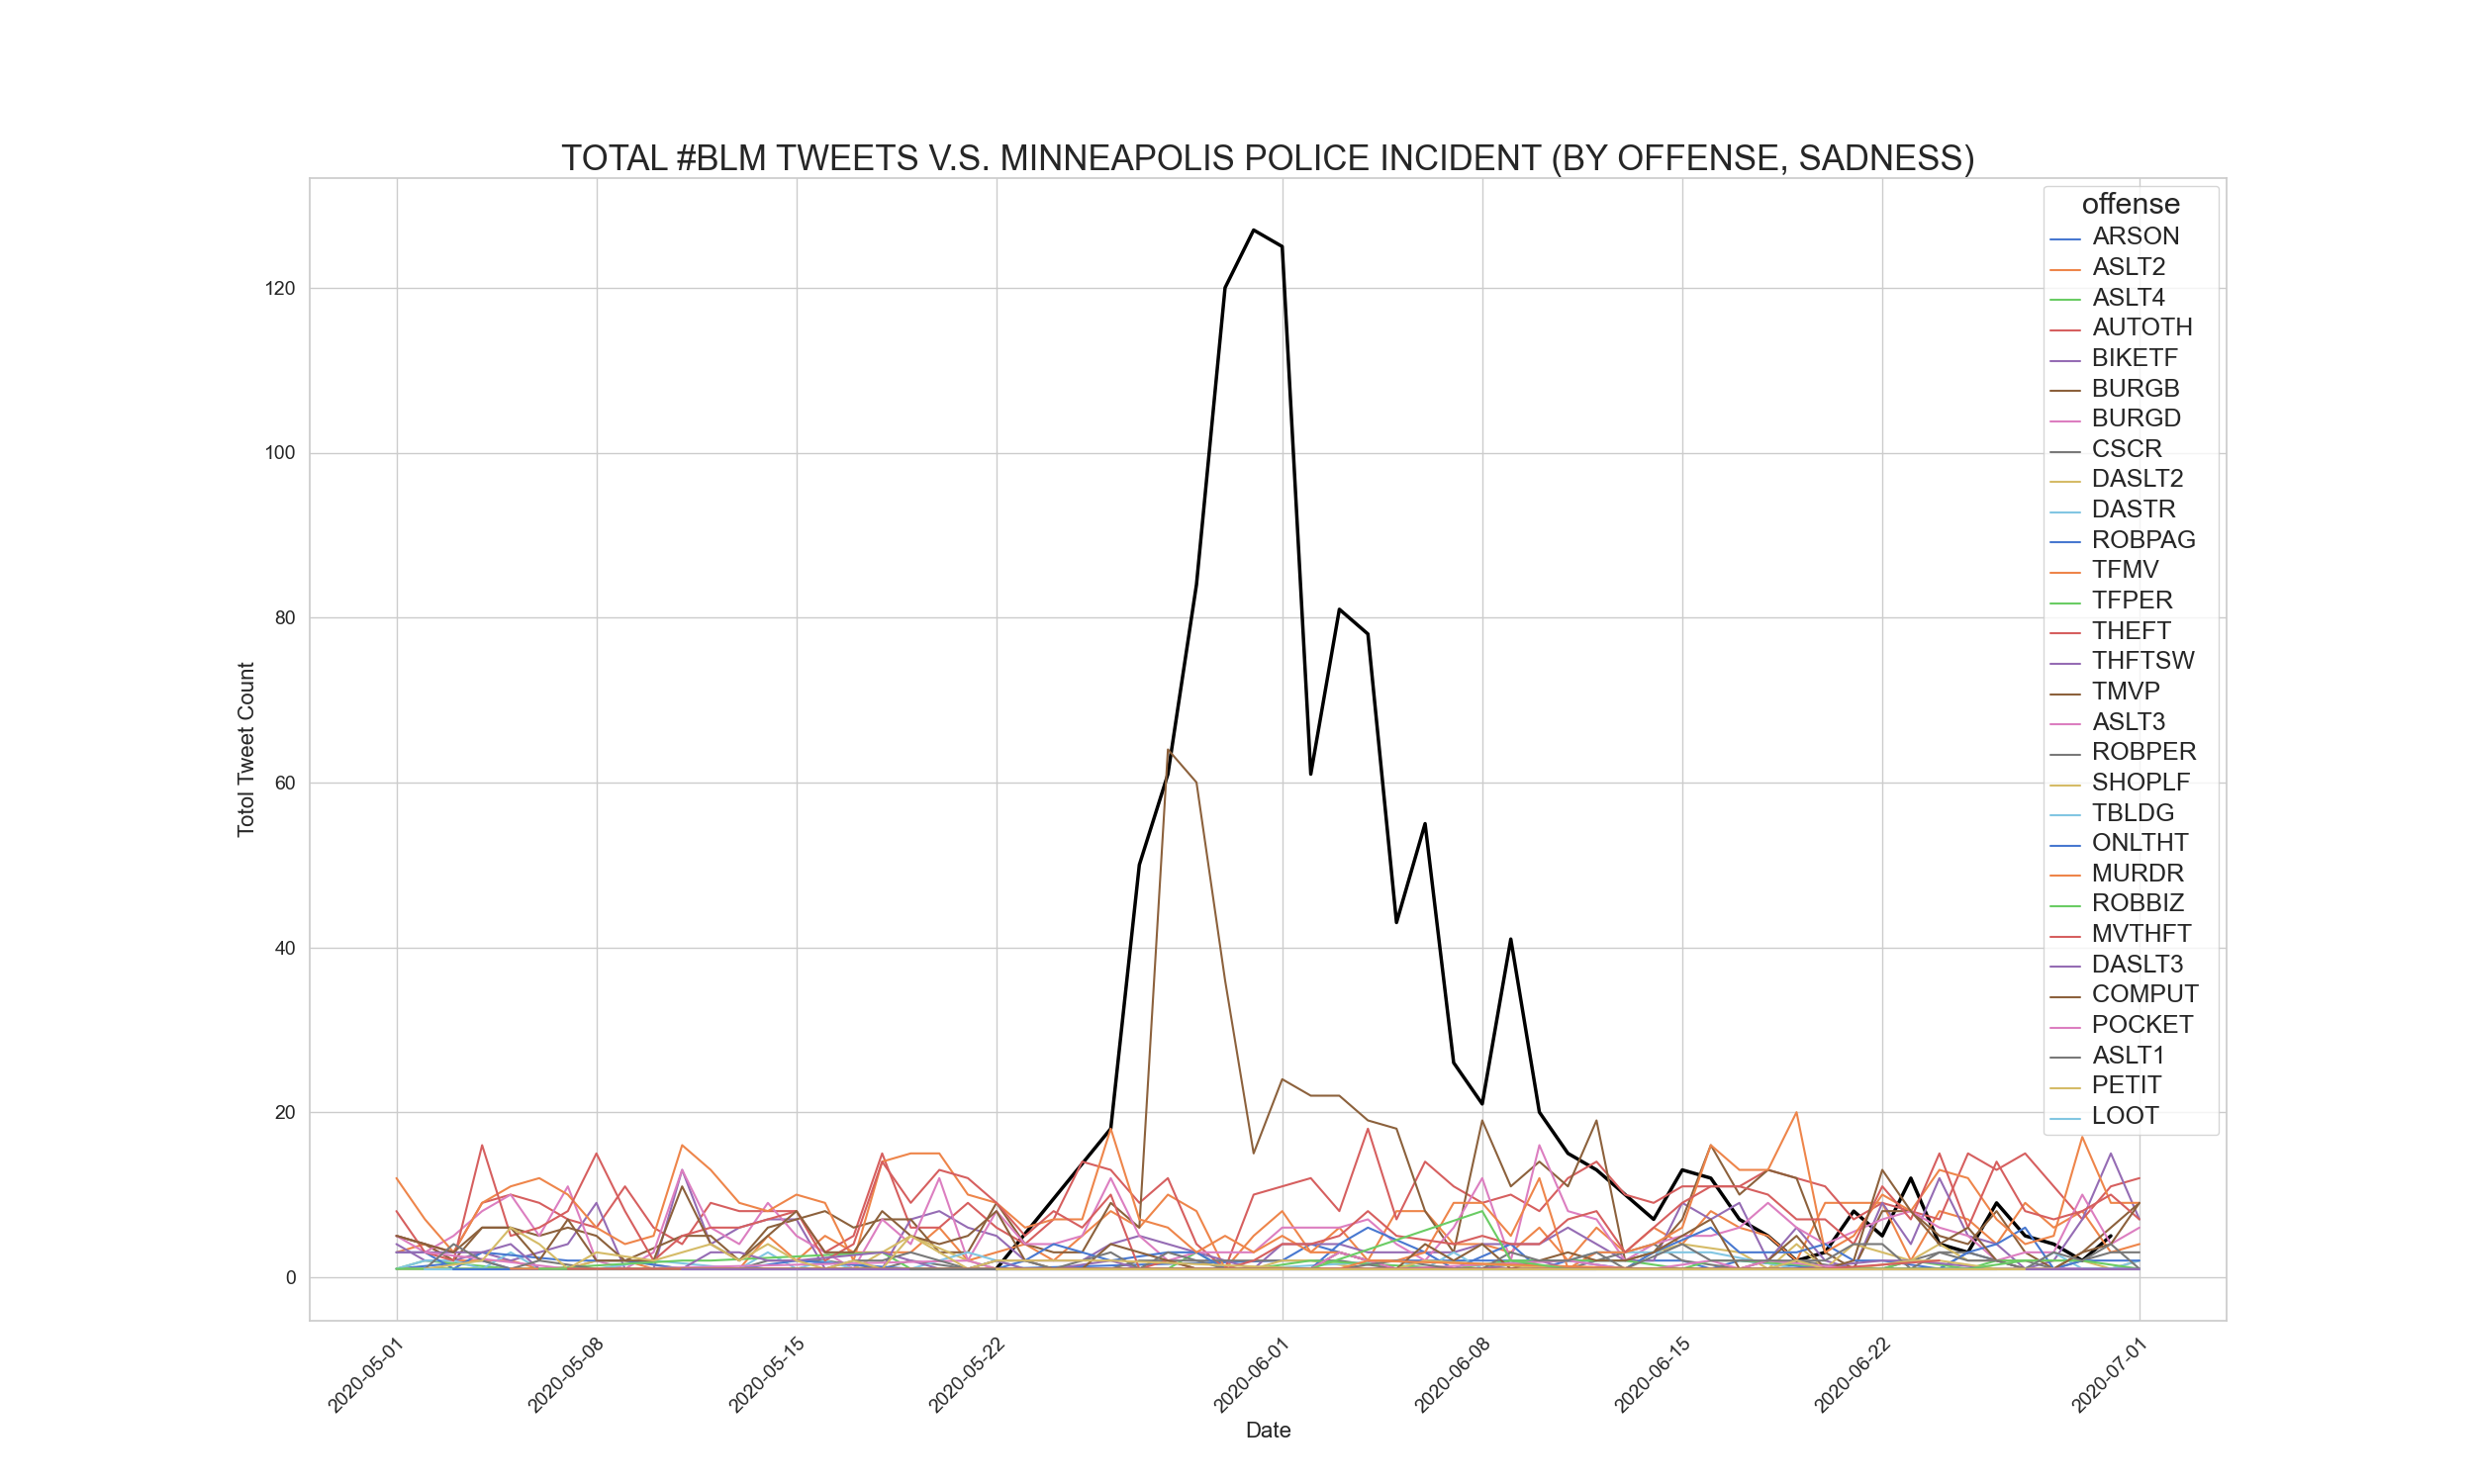 TOTAL #BLM TWEETS V.S. MINNEAPOLIS POLICE INCIDENT (BY OFFENSE, SADNESS)
offense
ARSON
ASLT2
ASLT4
AUTOTH
BIKETF
BURGB
BURGD
CSCR
DASLT2
DASTR
ROBPAG
TFMV
TFPER
THEFT
THFTSW
TMVP
ASLT3
ROBPER
SHOPLF
TBLDG
ONLTHT
MURDR
ROBBIZ
MVTHFT
DASLT3
COMPUT
POCKET
ASLT1
PETIT
LOOT
Totol Tweet Count
120
100
80
60
40
20
0
2020-05-01
2020-05-08
2020-05-15
2020-05-22
2020-06-01
2020-06-08
2020-06-15
2020-06-22
2020-07-01
Date